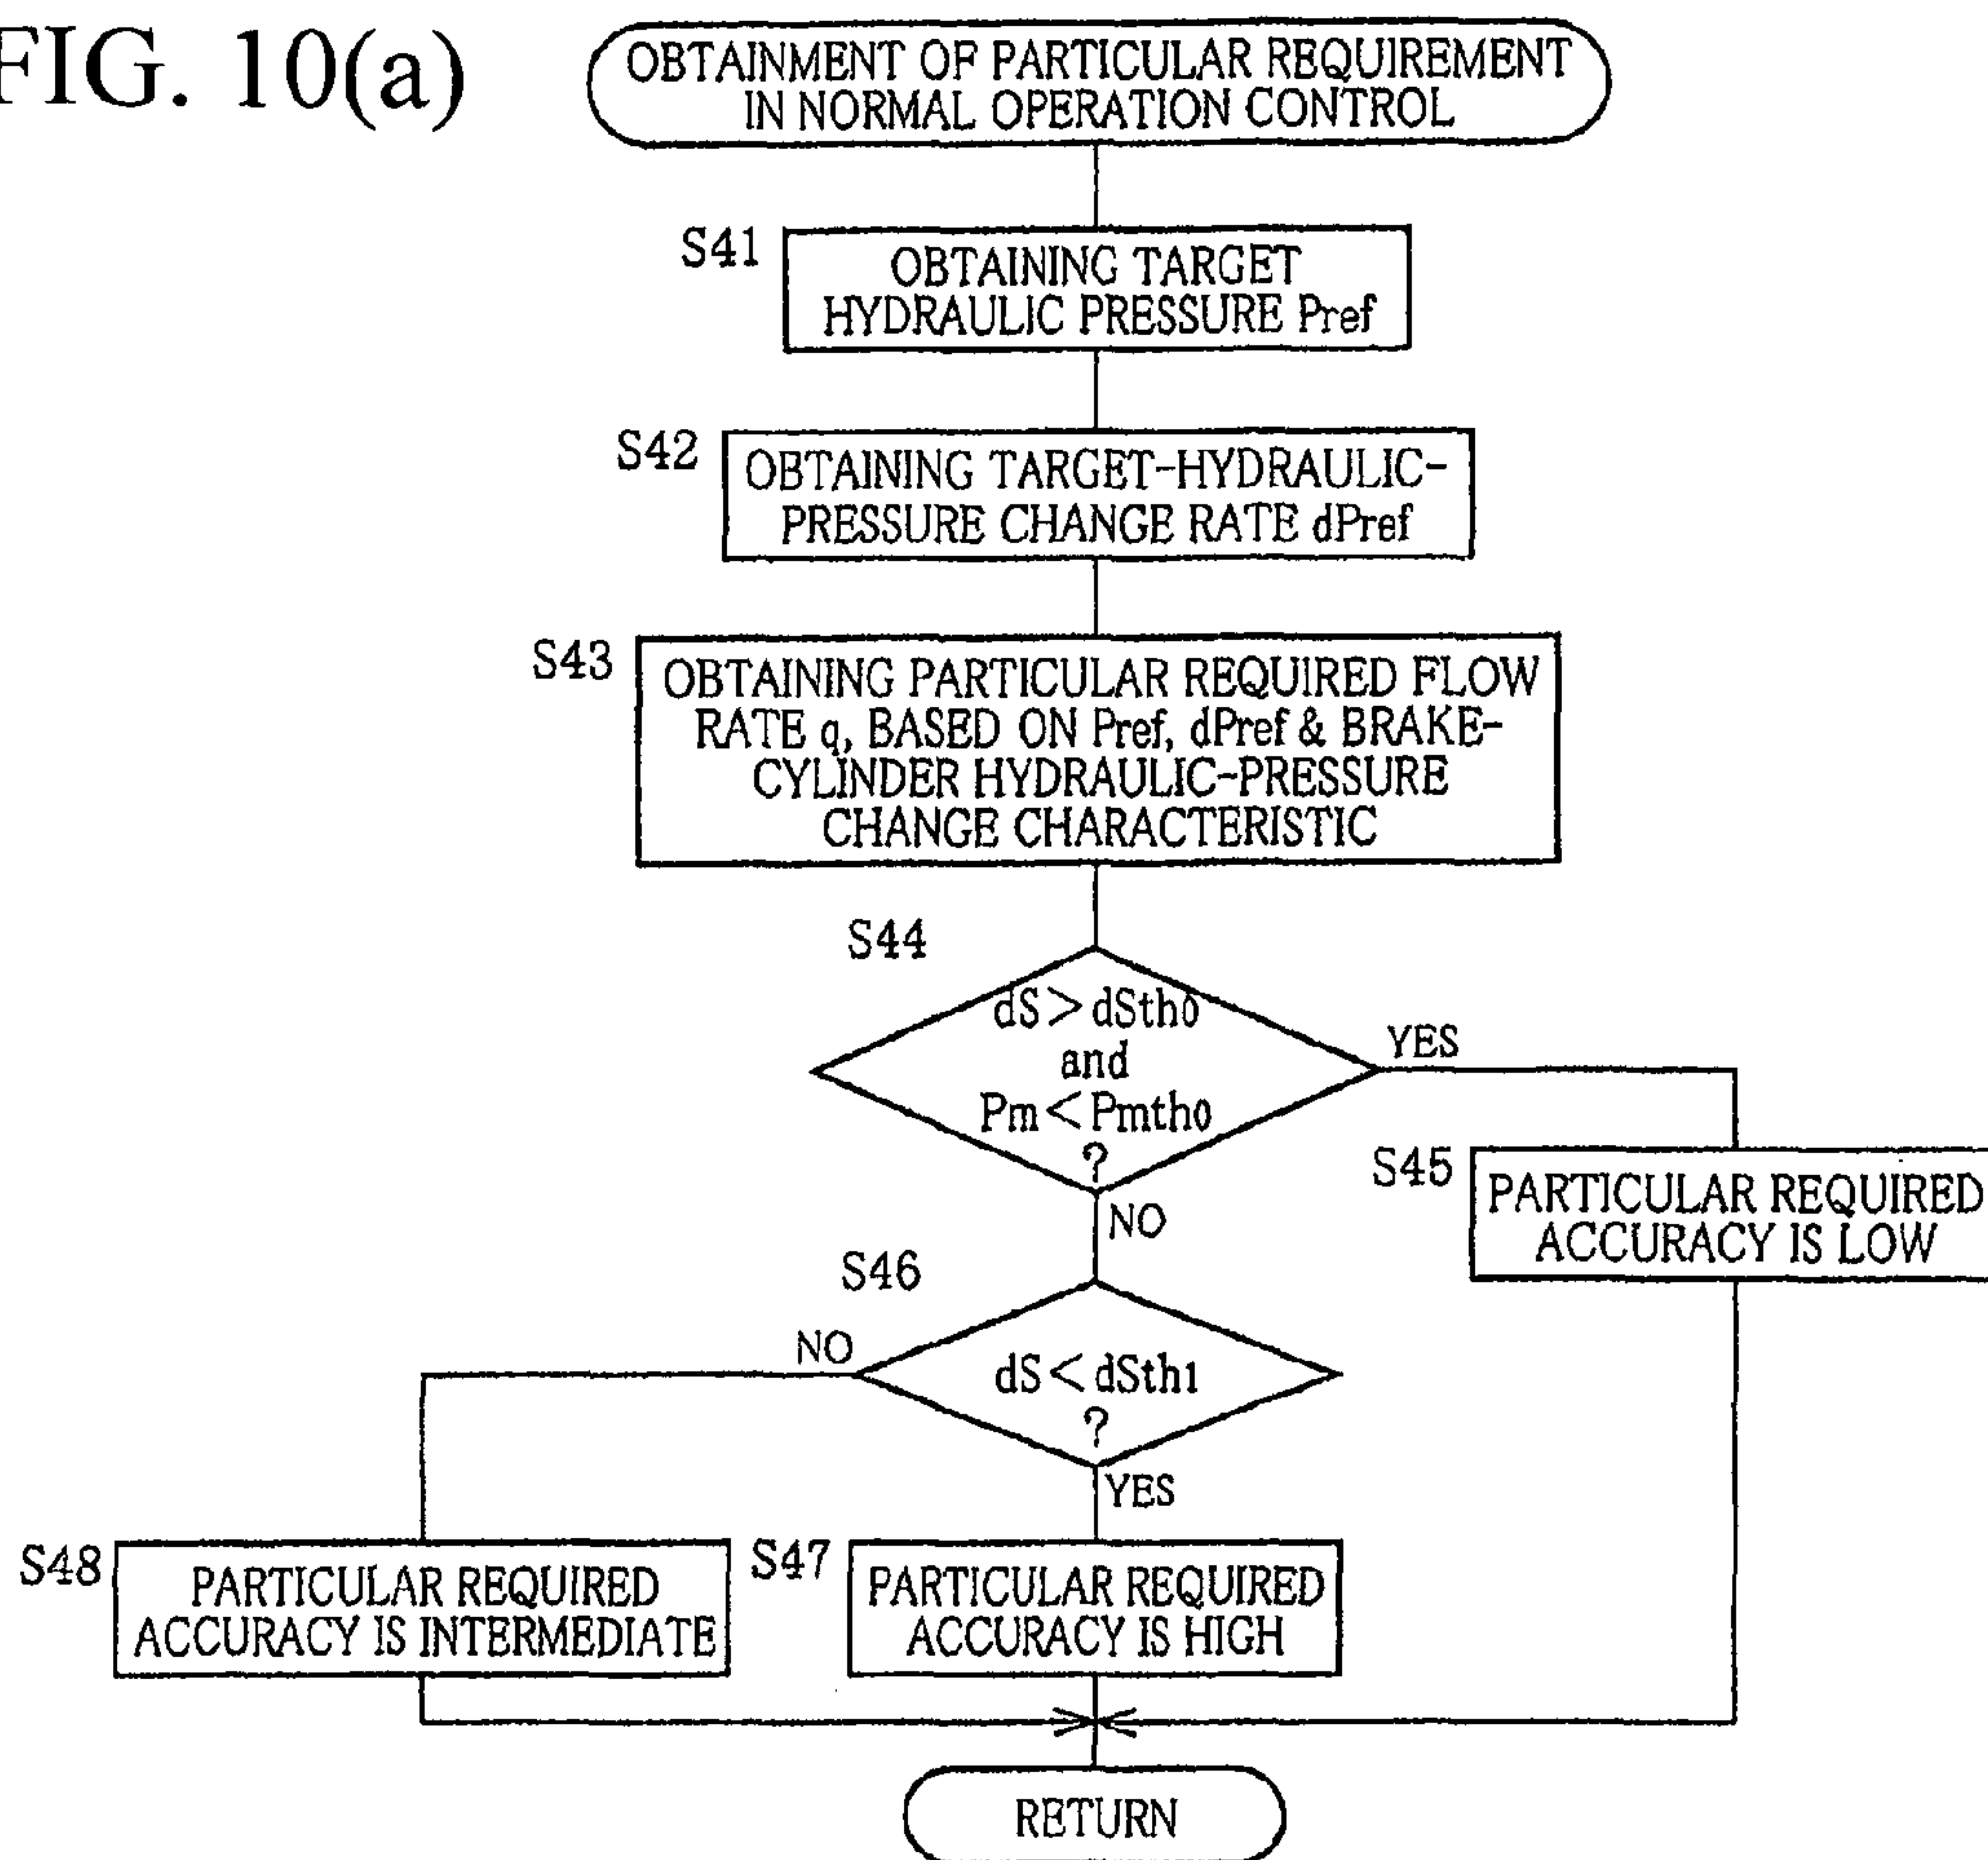 FIG. 10(a)
OBTAINMENT OF PARTICULAR REQUIREMENT
IN NORMAL OPERATION CONTROL
S41
OBTAINING TARGET
HYDRAULIC PRESSURE Pref
S42
OBTAINING TARGET-HYDRAULIC-
PRESSURE CHANGE RATE dPref
S43
OBTAINING PARTICULAR REQUIRED FLOW
RATE q, BASED ON Pref, dPref & BRAKE-
CYLINDER HYDRAULIC-PRESSURE
CHANGE CHARACTERISTIC
S44
dS > dSth0
and
Pm < Pmth0
?
YES
NO
S45
PARTICULAR REQUIRED
ACCURACY IS LOW
S46
NO
dS < dSth1
?
YES
S48
PARTICULAR REQUIRED
ACCURACY IS INTERMEDIATE
S47
PARTICULAR REQUIRED
ACCURACY IS HIGH
RETURN